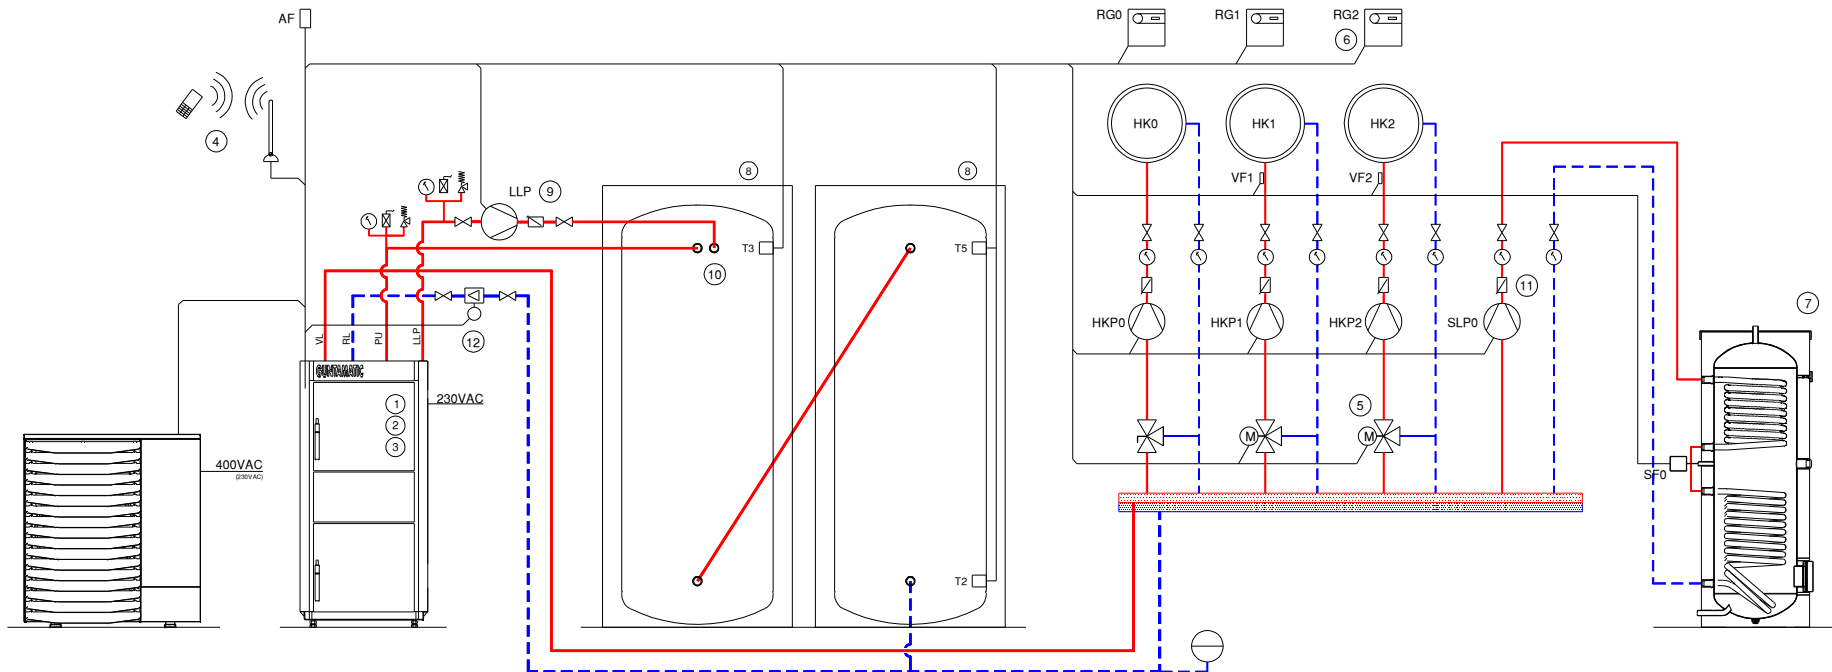 AF
RG0
RG1
RG2
6
4
HK0
HK1
HK2
8
8
LLP
9
VF1
VF2
T3
T5
10
11
7
HKP0
HKP1
HKP2
SLP0
12
VL
RL
PU
LLP
GUNTAMATIC
1
2
3
230VAC
5
M
M
400VAC
(230VAC)
SF0
T2